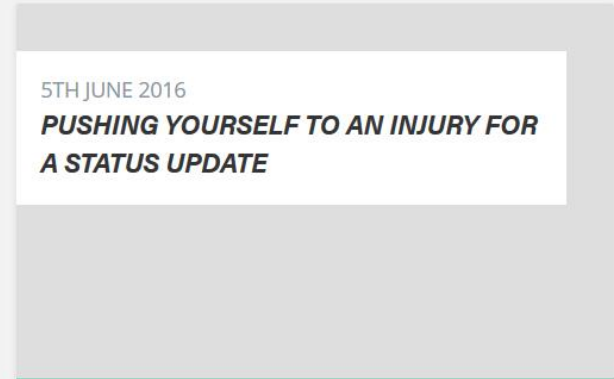 5TH JUNE 2016
PUSHING YOURSELF TO AN INJURY FOR
A STATUS UPDATE